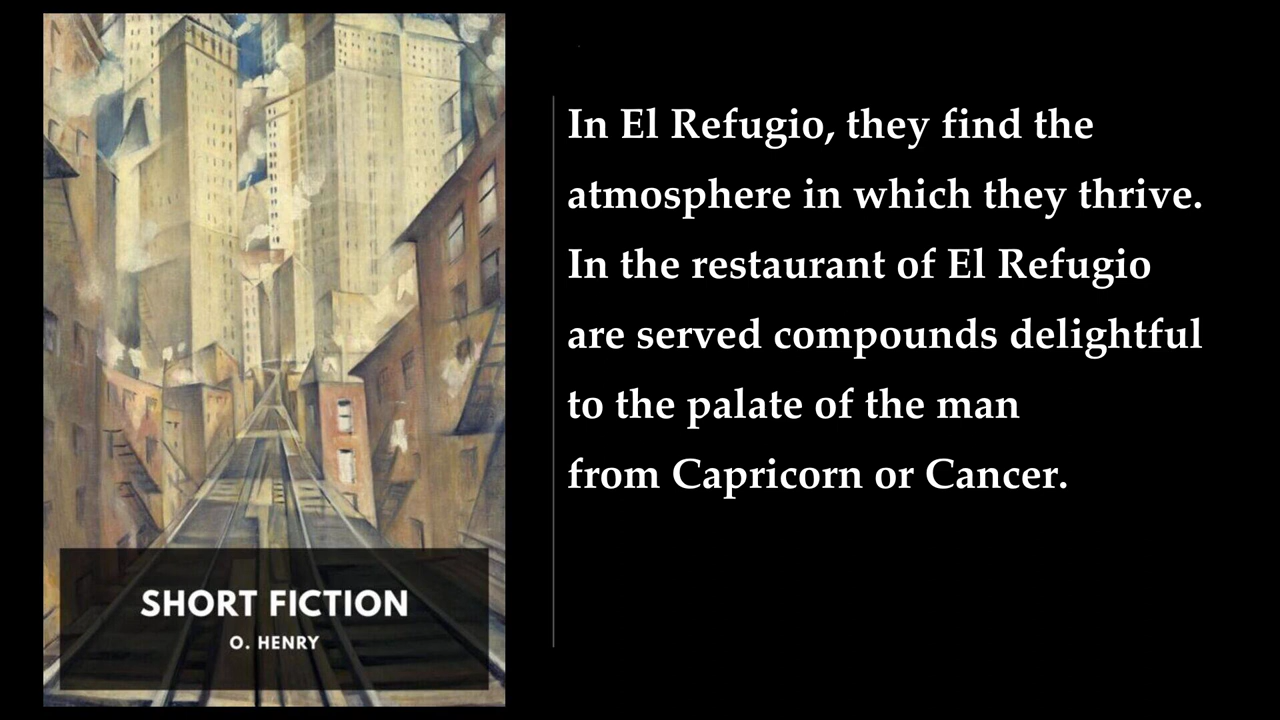 In El Refugio, they find the
atmosphere in which they thrive.
In the restaurant of El Refugio
are served compounds delightful
to the palate of the man
from Capricorn or Cancer.
SHORT FICTION
O. HENRY